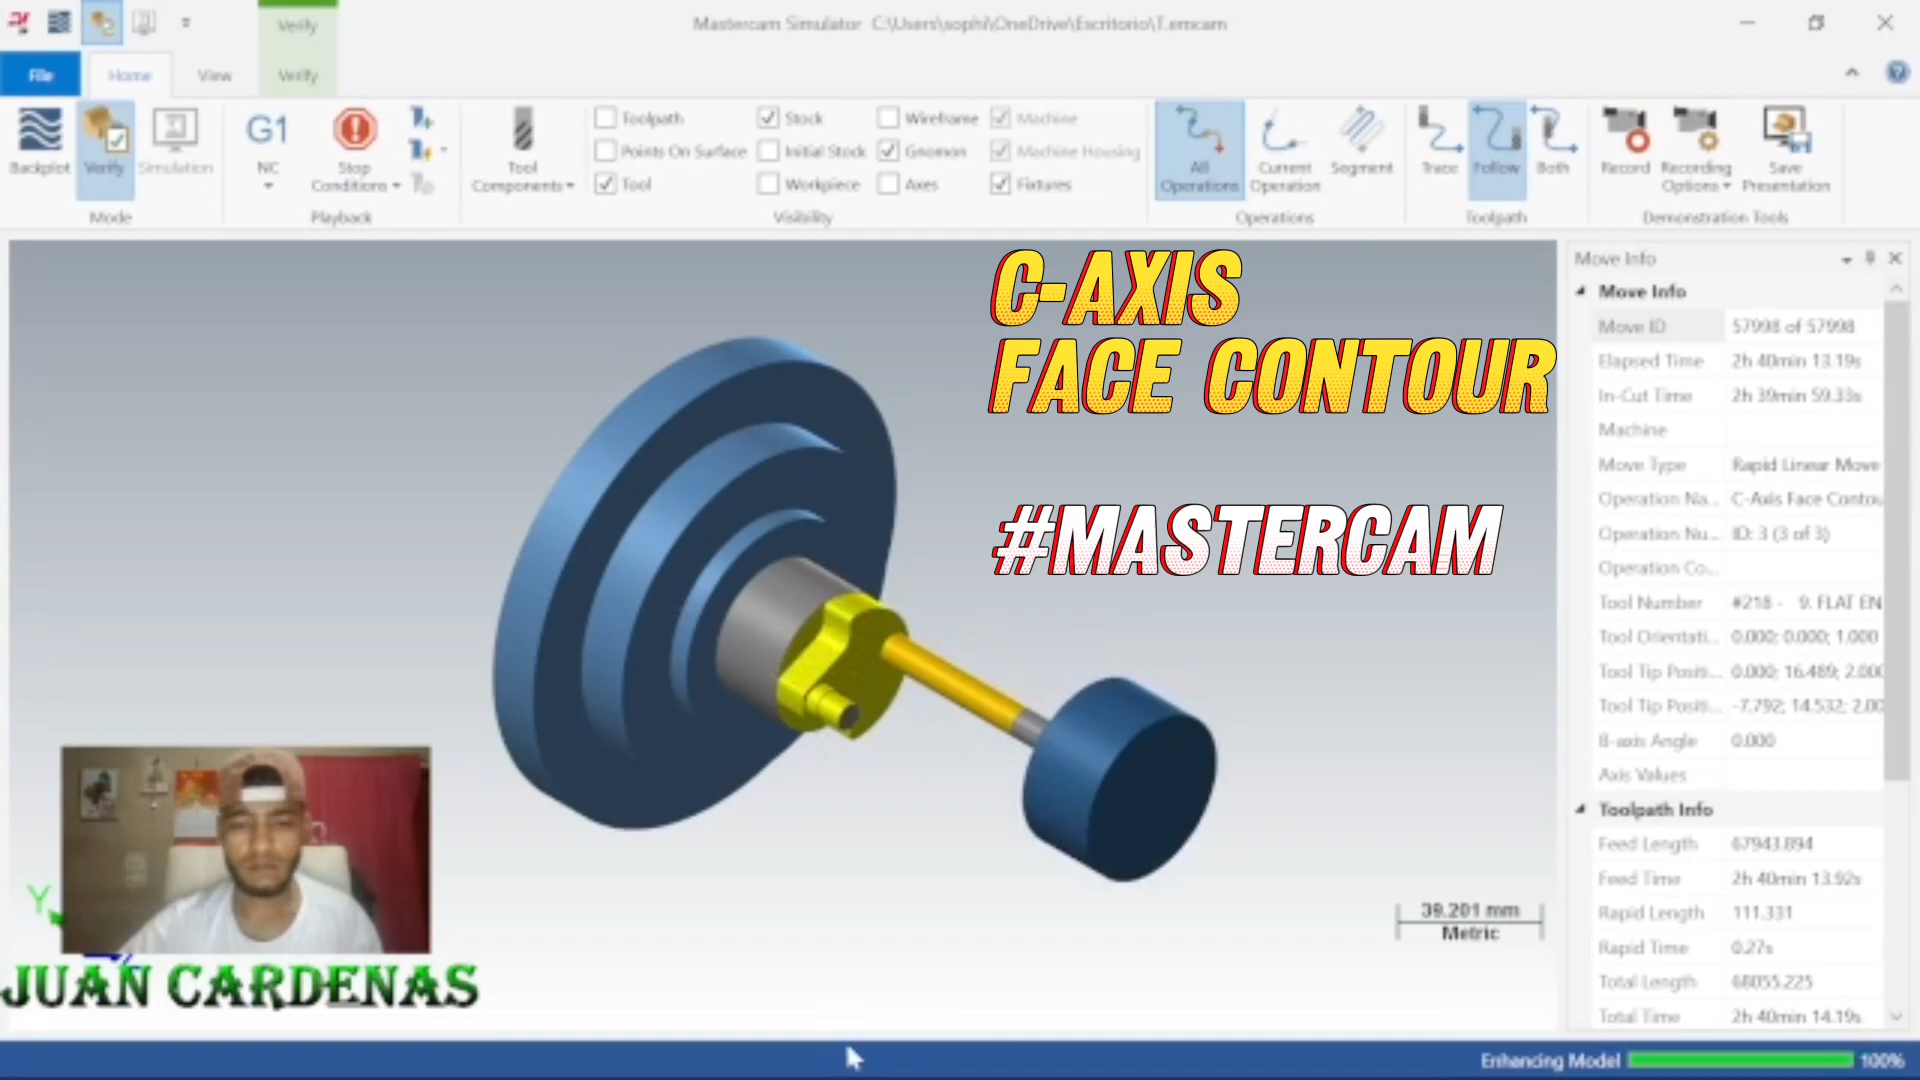 Verify
Mastercam Simulator C:\Users\sophi\OneDrive\Escritorio\T.emcam
File
Home
View
Verify
Backplot
Verify
Simulation
Mode
G1
NC
Stop
Conditions
Playback
Tool
Components
Toolpath
Points On Surface
Tool
Stock
Initial Stock
Workpiece
Wireframe
Gnomon
Axes
Machine
Machine Housing
Fixtures
Visibility
All
Operations
Current
Operation
Segment
Operations
Trace
Follow
Both
Toolpath
Record
Recording
Options
Save
Presentation
Demonstration Tools
C-AXIS
FACE CONTOUR
#MASTERCAM
Y
JUAN CARDENAS
39.201 mm
Metric
Move Info
Move Info
Move ID 57998 of 57998
Elapsed Time 2h 40min 13.19s
In-Cut Time 2h 39min 59.33s
Machine
Move Type Rapid Linear Move
Operation Na... C-Axis Face Contou
Operation Nu... ID: 3 (3 of 3)
Operation Co...
Tool Number #218 - 9. FLAT EN
Tool Orientati... 0.000; 0.000; 1.000
Tool Tip Positi... 0.000; 16.489; 2.000
Tool Tip Positi... -7.792; 14.532; 2.00
B-axis Angle 0.000
Axis Values
Toolpath Info
Feed Length 67943.894
Feed Time 2h 40min 13.92s
Rapid Length 111.331
Rapid Time 0.27s
Total Length 68055.225
Total Time 2h 40min 14.19s
Enhancing Model 100%